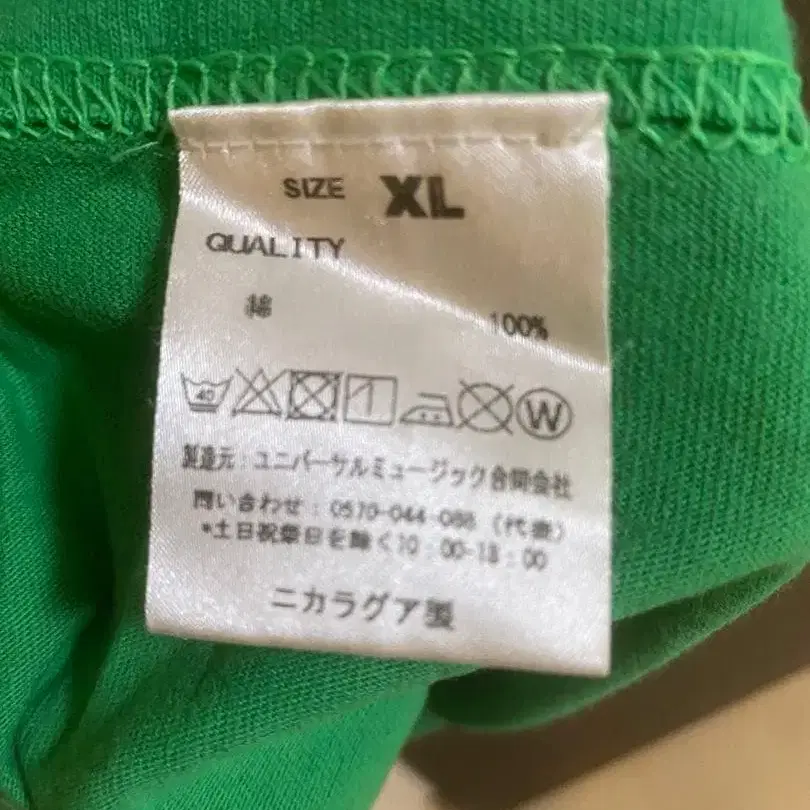 SIZE XL
QUALITY
綿 100%
40
W
製造元：ユニバーサルミュージック合同会社
問い合わせ：0570-044-088（代表）
*土日祝祭日を除く10：00-18：00
ニカラグア製